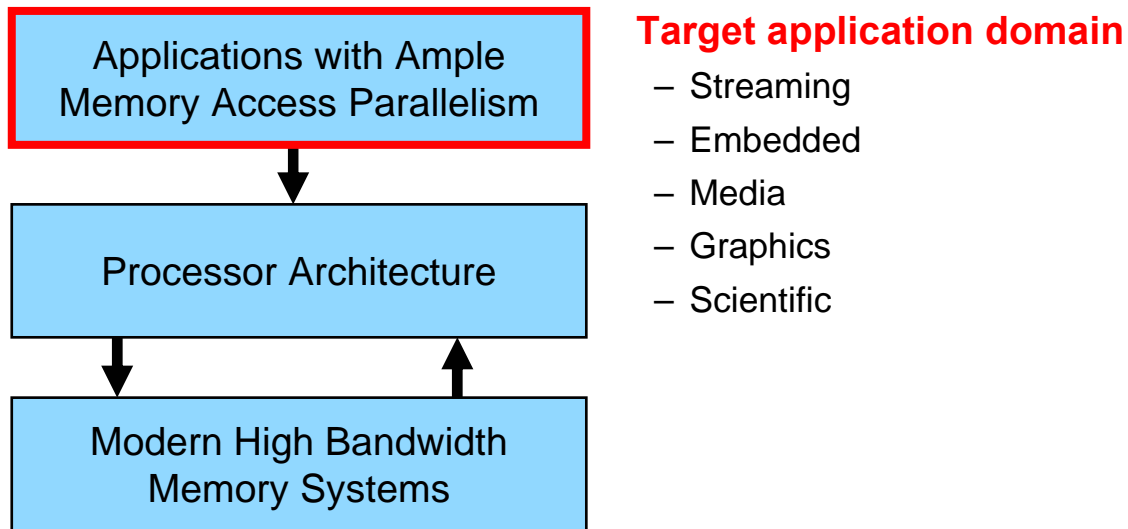 Applications with Ample
Memory Access Parallelism
Processor Architecture
Modern High Bandwidth
Memory Systems
Target application domain
– Streaming
– Embedded
– Media
– Graphics
– Scientific